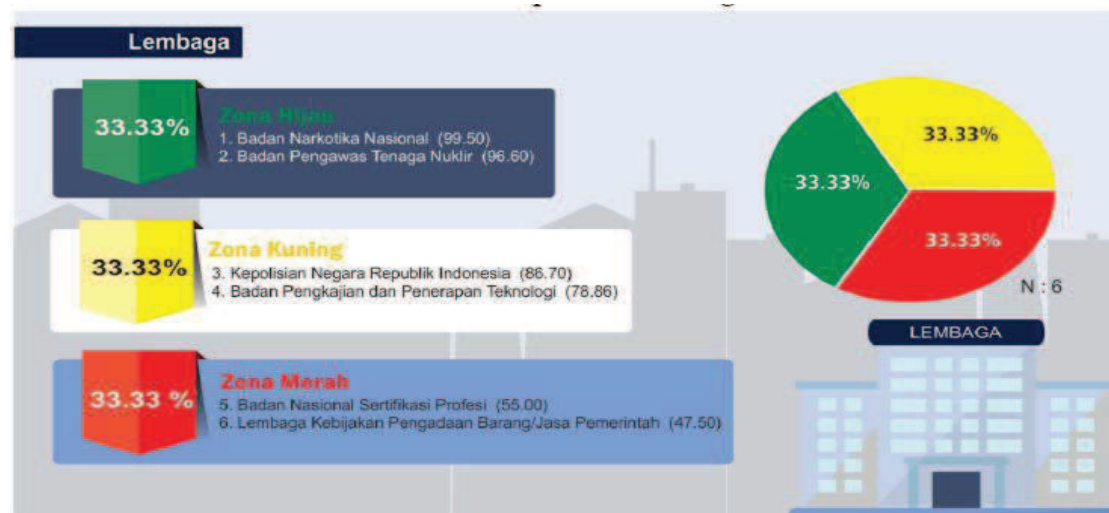 Lembaga
33.33%
Zona Hijau
1. Badan Narkotika Nasional (99.50)
2. Badan Pengawas Tenaga Nuklir (96.60)
33.33%
Zona Kuning
3. Kepolisian Negara Republik Indonesia (86.70)
4. Badan Pengkajian dan Penerapan Teknologi (78.86)
33.33 %
Zona Merah
5. Badan Nasional Sertifikasi Profesi (55.00)
6. Lembaga Kebijakan Pengadaan Barang/Jasa Pemerintah (47.50)
33.33%
33.33%
33.33%
N : 6
LEMBAGA